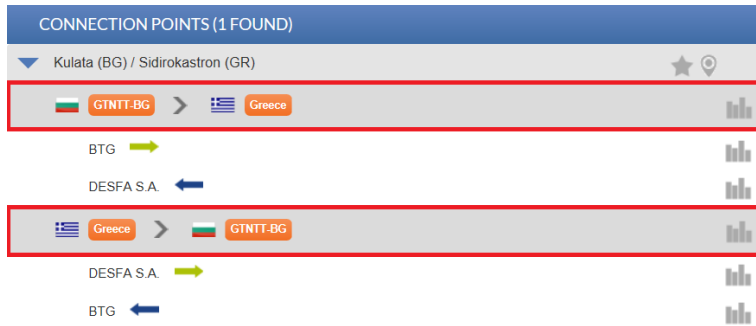 CONNECTION POINTS (1 FOUND)
Kulata (BG) / Sidirokastron (GR)
GTNTT-BG > Greece
BTG
DESFA S.A.
Greece > GTNTT-BG
DESFA S.A.
BTG